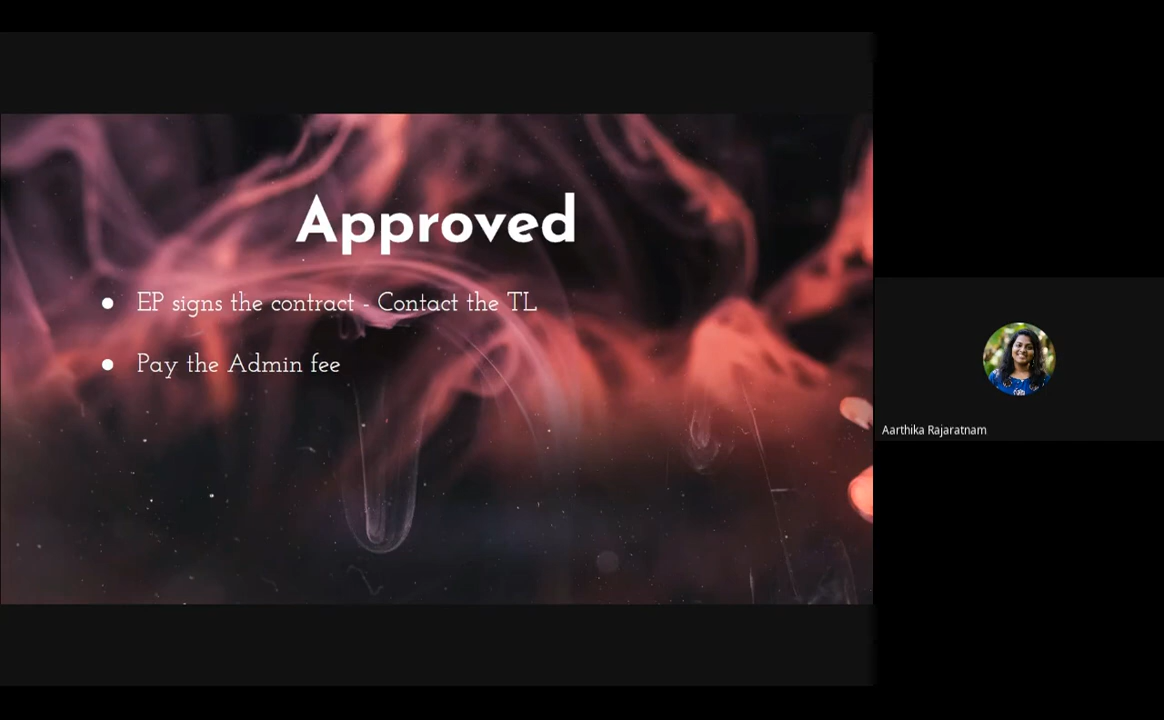 Approved
● EP signs the contract - Contact the TL
● Pay the Admin fee
Aarthika Rajaratnam